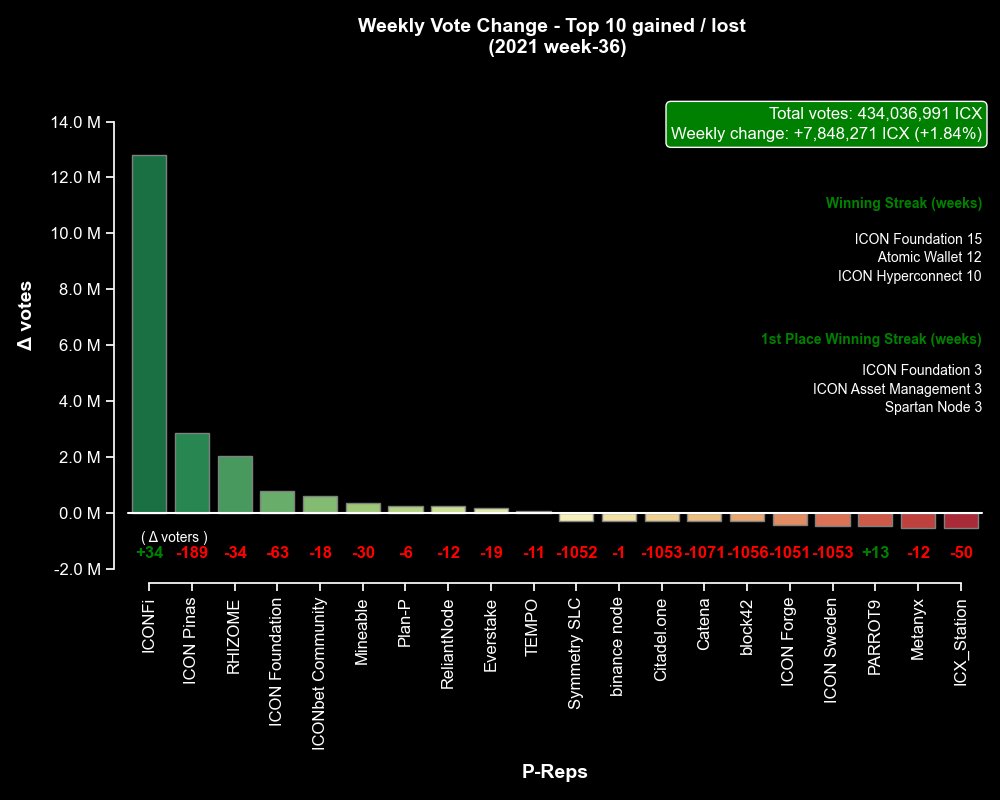 Weekly Vote Change - Top 10 gained / lost
(2021 week-36)
Total votes: 434,036,991 ICX
Weekly change: +7,848,271 ICX (+1.84%)
Winning Streak (weeks)
ICON Foundation 15
Atomic Wallet 12
ICON Hyperconnect 10
1st Place Winning Streak (weeks)
ICON Foundation 3
ICON Asset Management 3
Spartan Node 3
Δ votes
14.0 M
12.0 M
10.0 M
8.0 M
6.0 M
4.0 M
2.0 M
0.0 M
-2.0 M
( Δ voters )
+34 -189 -34 -63 -18 -30 -6 -12 -19 -11 -1052 -1 -1053 -1071 -1056 -1051 -1053 +13 -12 -50
ICONFi
ICON Pinas
RHIZOME
ICON Foundation
ICONbet Community
Mineable
Plan-P
ReliantNode
Everstake
TEMPO
Symmetry SLC
binance node
Citadel.one
Catena
block42
ICON Forge
ICON Sweden
PARROT9
Metanyx
ICX_Station
P-Reps